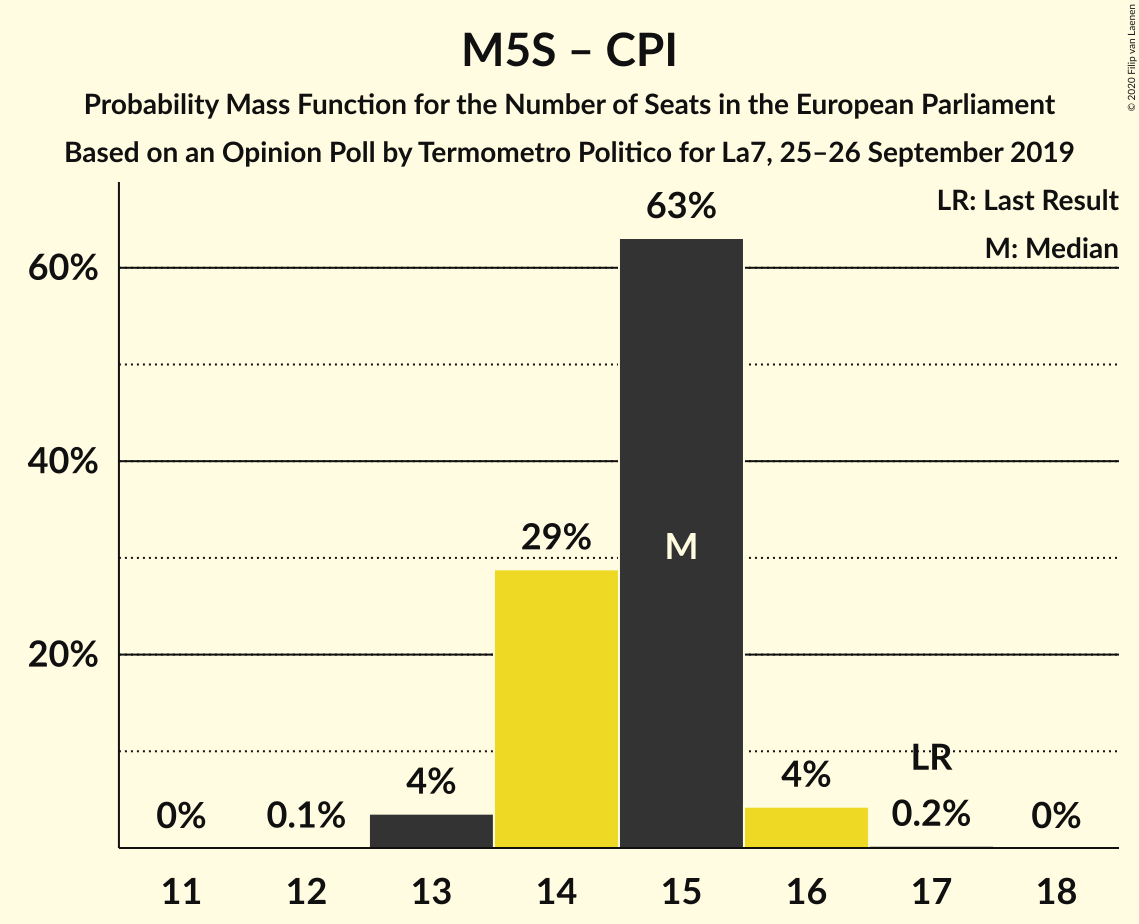 M5S – CPI
Probability Mass Function for the Number of Seats in the European Parliament
Based on an Opinion Poll by Termometro Politico for La7, 25–26 September 2019
© 2020 Filip van Laenen
LR: Last Result
M: Median
63%
60%
40%
29%
M
20%
LR
4%
4%
0%
0.1%
0.2%
0%
11 12 13 14 15 16 17 18